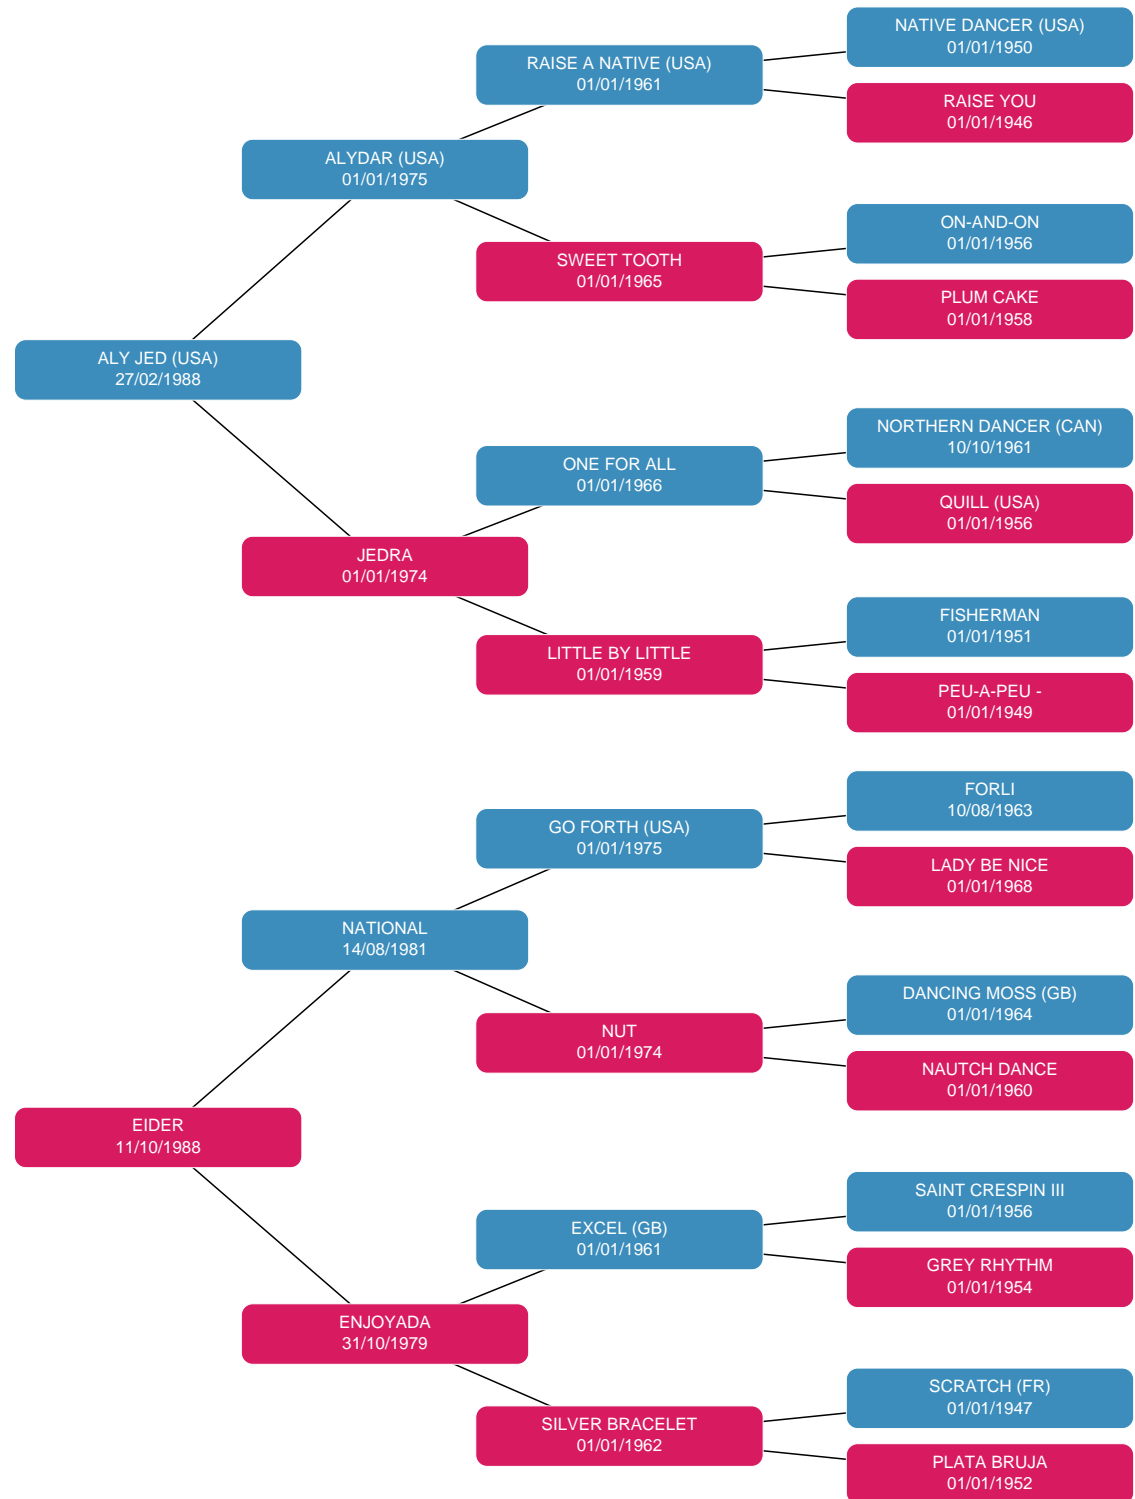 NATIVE DANCER (USA)
01/01/1950
RAISE A NATIVE (USA)
01/01/1961
RAISE YOU
01/01/1946
ALYDAR (USA)
01/01/1975
ON-AND-ON
01/01/1956
SWEET TOOTH
01/01/1965
PLUM CAKE
01/01/1958
ALY JED (USA)
27/02/1988
NORTHERN DANCER (CAN)
10/10/1961
ONE FOR ALL
01/01/1966
QUILL (USA)
01/01/1956
JEDRA
01/01/1974
FISHERMAN
01/01/1951
LITTLE BY LITTLE
01/01/1959
PEU-A-PEU -
01/01/1949
FORLI
10/08/1963
GO FORTH (USA)
01/01/1975
LADY BE NICE
01/01/1968
NATIONAL
14/08/1981
DANCING MOSS (GB)
01/01/1964
NUT
01/01/1974
NAUTCH DANCE
01/01/1960
EIDER
11/10/1988
SAINT CRESPIN III
01/01/1956
EXCEL (GB)
01/01/1961
GREY RHYTHM
01/01/1954
ENJOYADA
31/10/1979
SCRATCH (FR)
01/01/1947
SILVER BRACELET
01/01/1962
PLATA BRUJA
01/01/1952